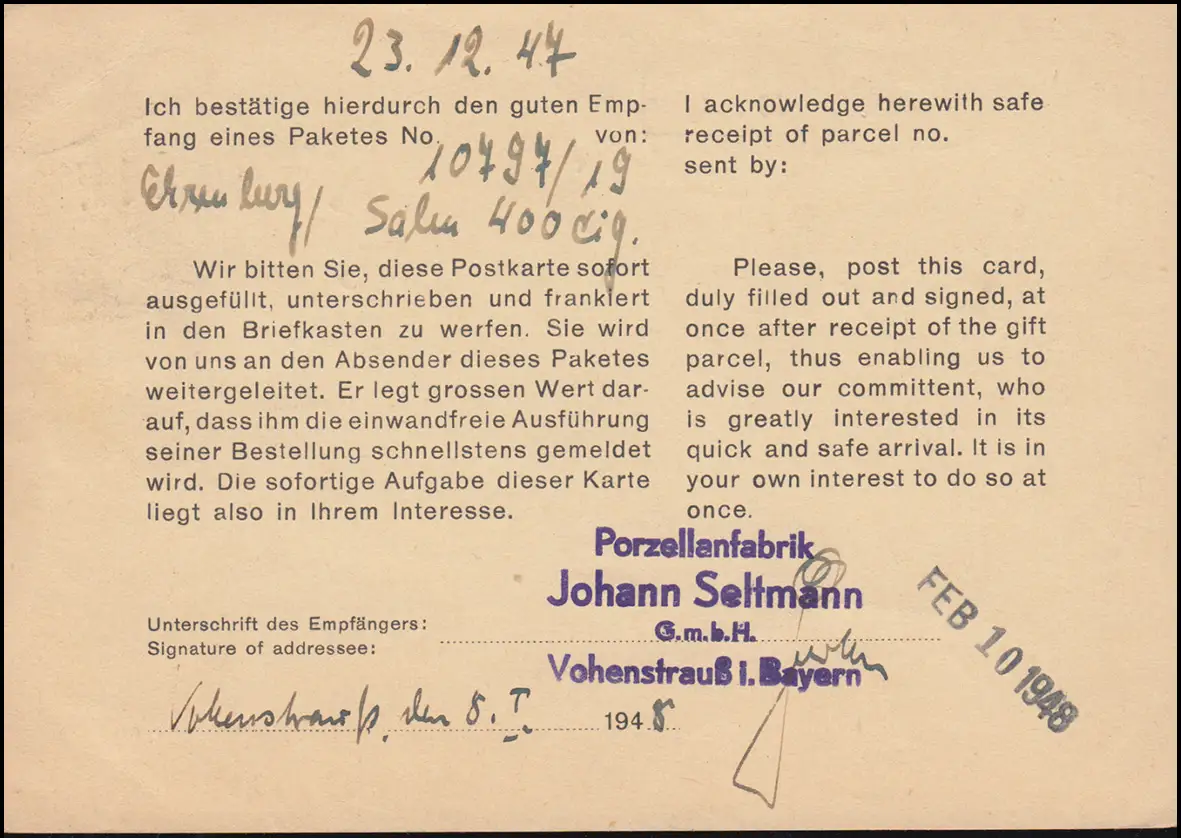 23. 12. 47
Ich bestätige hierdurch den guten Emp-
fang eines Paketes No. von:
10797/19
Ehrenberg/ Salem 400 cig.
Wir bitten Sie, diese Postkarte sofort
ausgefüllt, unterschrieben und frankiert
in den Briefkasten zu werfen. Sie wird
von uns an den Absender dieses Paketes
weitergeleitet. Er legt grossen Wert dar-
auf, dass ihm die einwandfreie Ausführung
seiner Bestellung schnellstens gemeldet
wird. Die sofortige Aufgabe dieser Karte
liegt also in Ihrem Interesse.
I acknowledge herewith safe
receipt of parcel no.
sent by:
Please, post this card,
duly filled out and signed, at
once after receipt of the gift
parcel, thus enabling us to
advise our committent, who
is greatly interested in its
quick and safe arrival. It is in
your own interest to do so at
once.
Porzellanfabrik
Johann Seltmann
G.m.b.H.
Vohenstrauß i. Bayern
Unterschrift des Empfängers:
Signature of addressee:
Vohenstrauß, den 8. I. 1948
FEB 10 1948